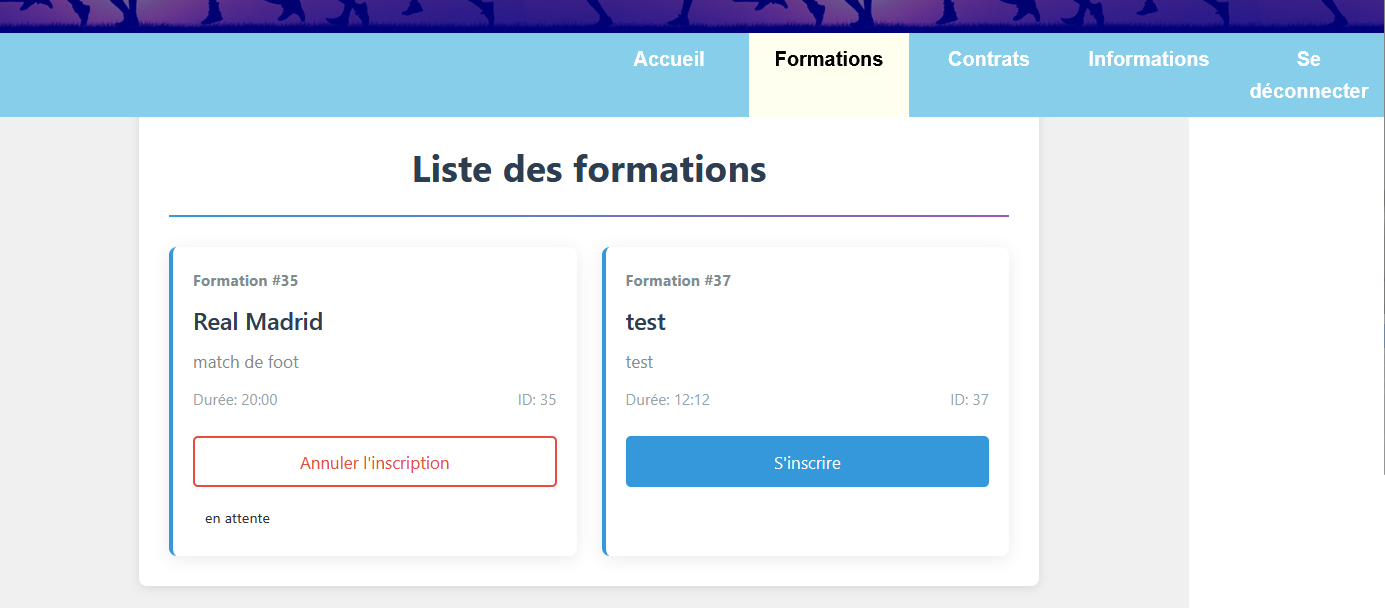 Accueil
Formations
Contrats
Informations
Se
déconnecter
Liste des formations
Formation #35
Real Madrid
match de foot
Durée: 20:00
ID: 35
Annuler l'inscription
en attente
Formation #37
test
test
Durée: 12:12
ID: 37
S'inscrire